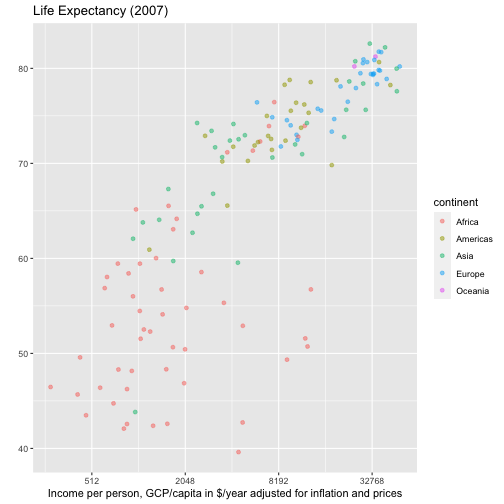 Life Expectancy (2007)
80
70
60
50
40
512
2048
8192
32768
Income per person, GCP/capita in $/year adjusted for inflation and prices
continent
Africa
Americas
Asia
Europe
Oceania